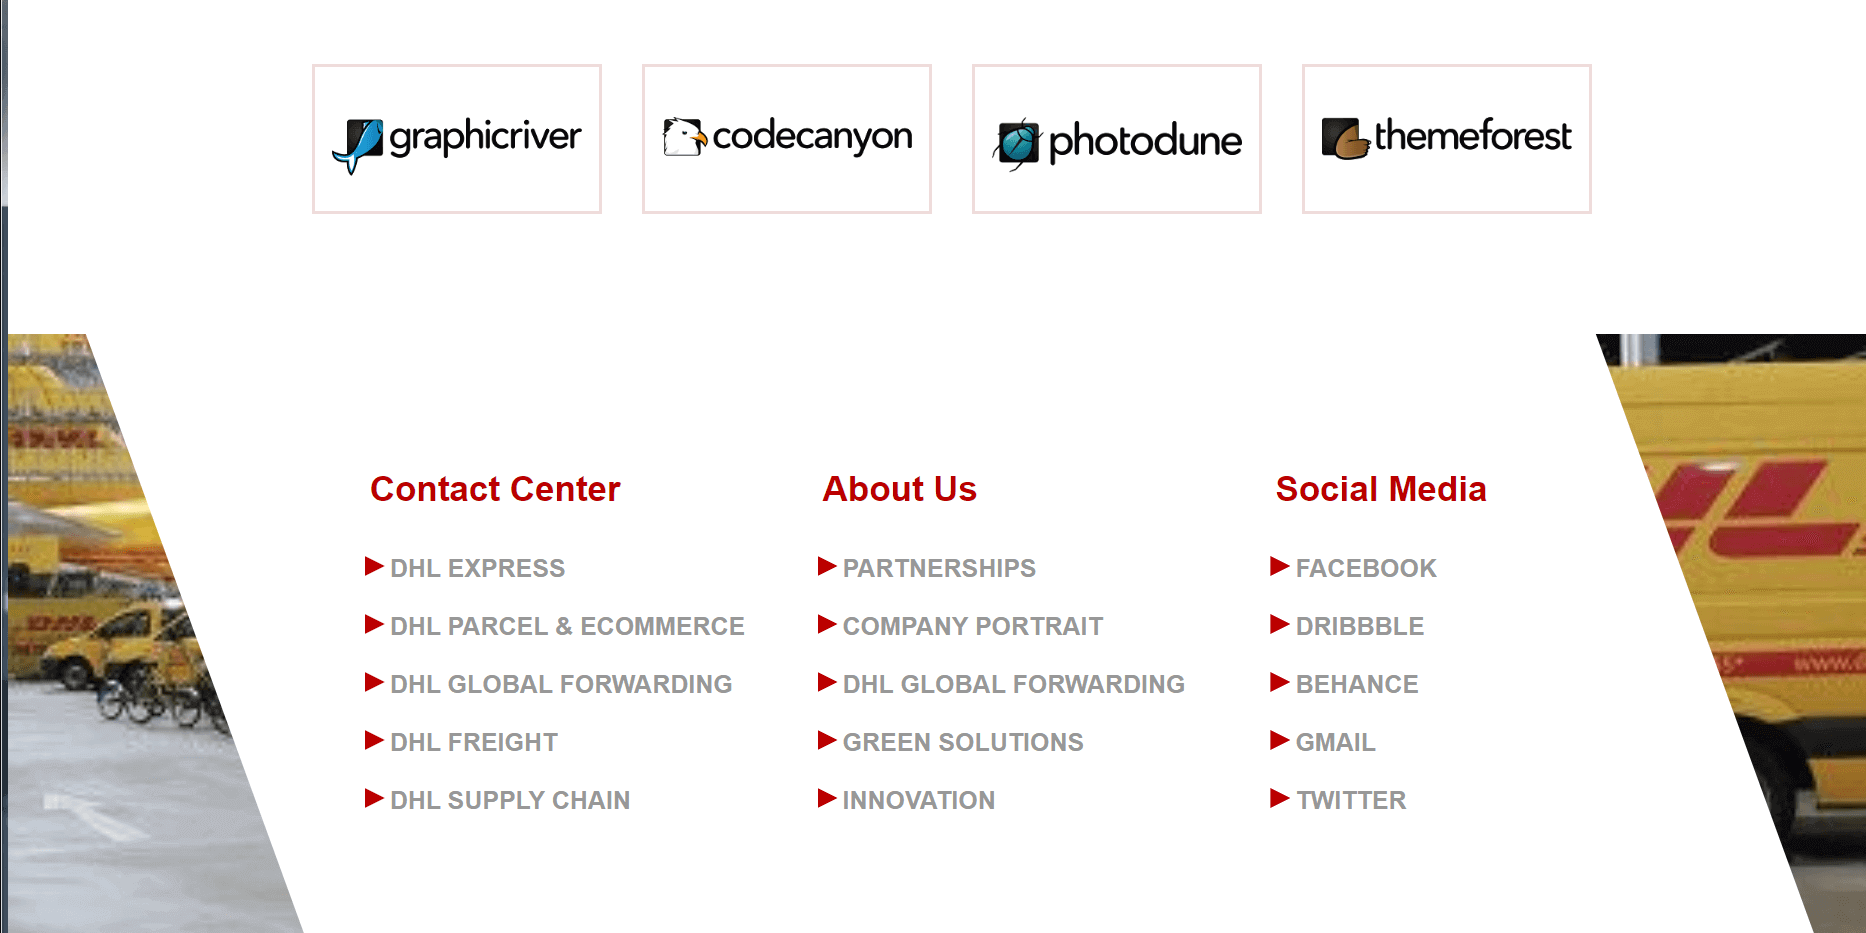 graphicriver
codecanyon
photodune
themeforest
Contact Center
About Us
Social Media
DHL EXPRESS
PARTNERSHIPS
FACEBOOK
DHL PARCEL & ECOMMERCE
COMPANY PORTRAIT
DRIBBBLE
DHL GLOBAL FORWARDING
DHL GLOBAL FORWARDING
BEHANCE
DHL FREIGHT
GREEN SOLUTIONS
GMAIL
DHL SUPPLY CHAIN
INNOVATION
TWITTER